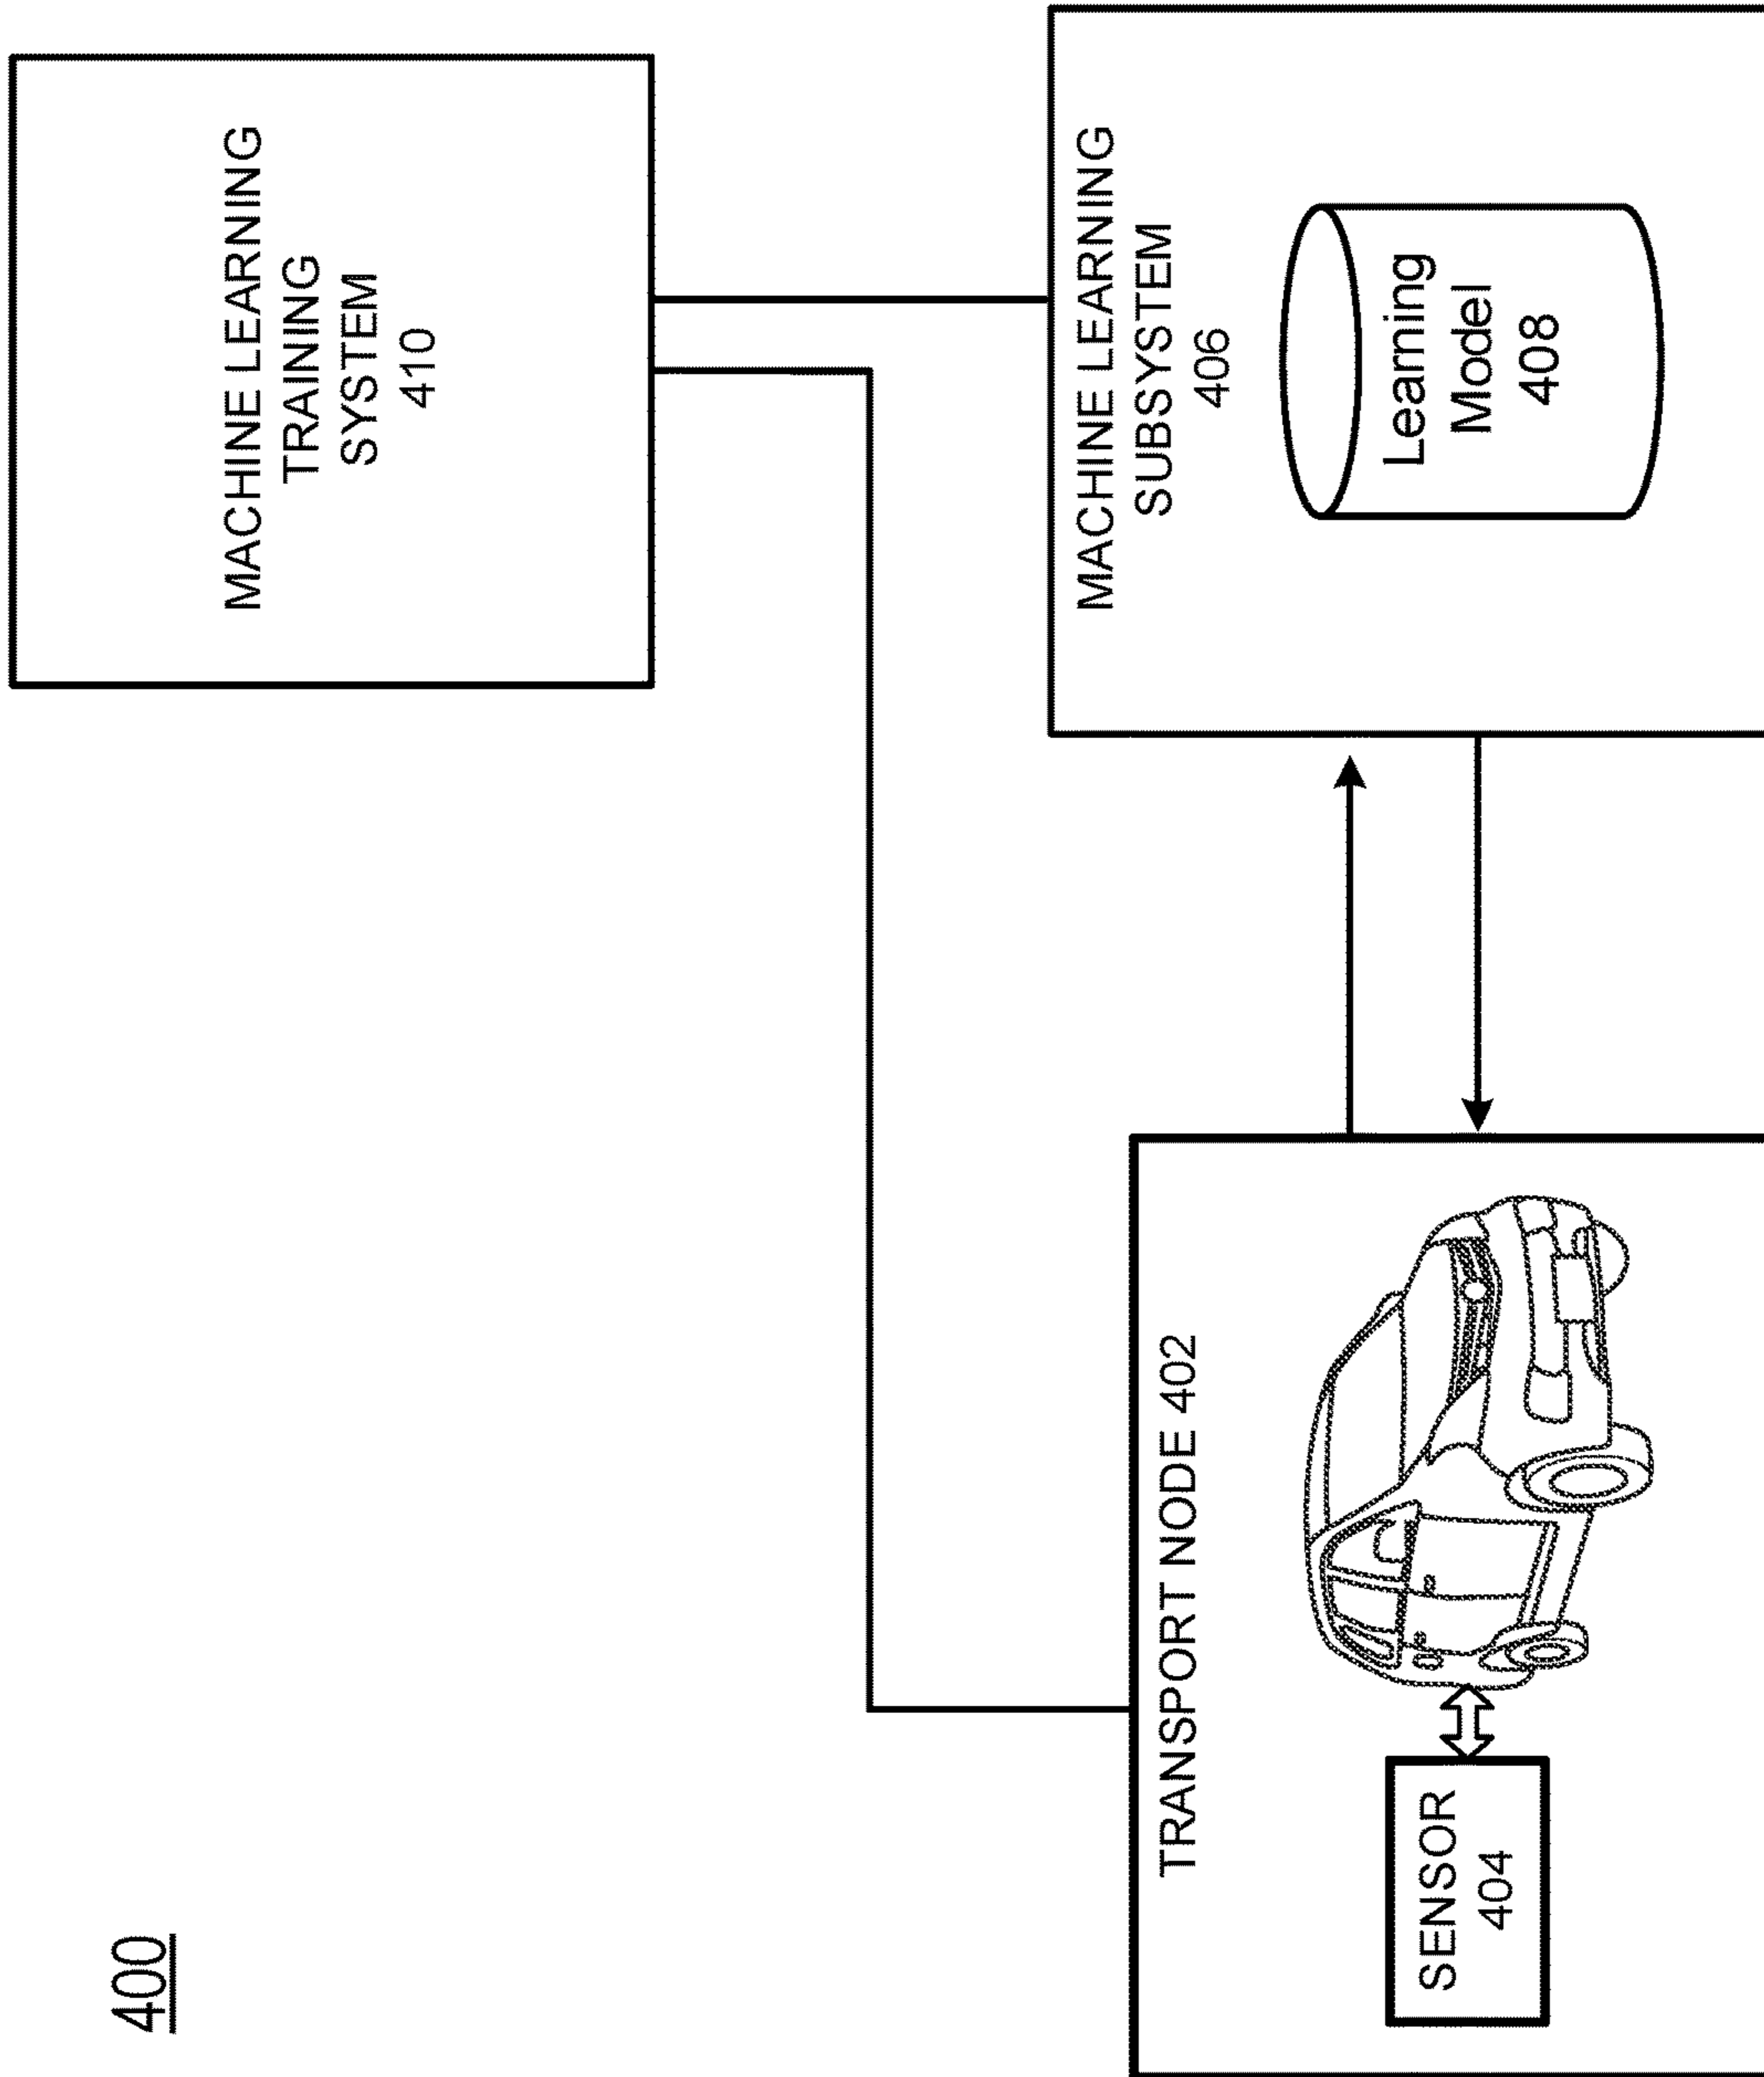 400
MACHINE LEARNING
TRAINING
SYSTEM
410
TRANSPORT NODE 402
SENSOR
404
MACHINE LEARNING
SUBSYSTEM
406
Learning
Model
408